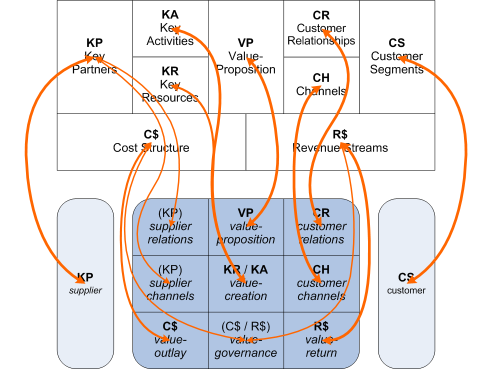 KP
Key
Partners
KA
Key
Activities
KR
Key
Resources
VP
Value-
Proposition
CR
Customer
Relationships
CH
Channels
CS
Customer
Segments
C$
Cost Structure
R$
Revenue Streams
KP
supplier
(KP)
supplier
relations
VP
value-
proposition
CR
customer
relations
(KP)
supplier
channels
KR / KA
value-
creation
CH
customer
channels
C$
value-
outlay
(C$ / R$)
value-
governance
R$
value-
return
CS
customer